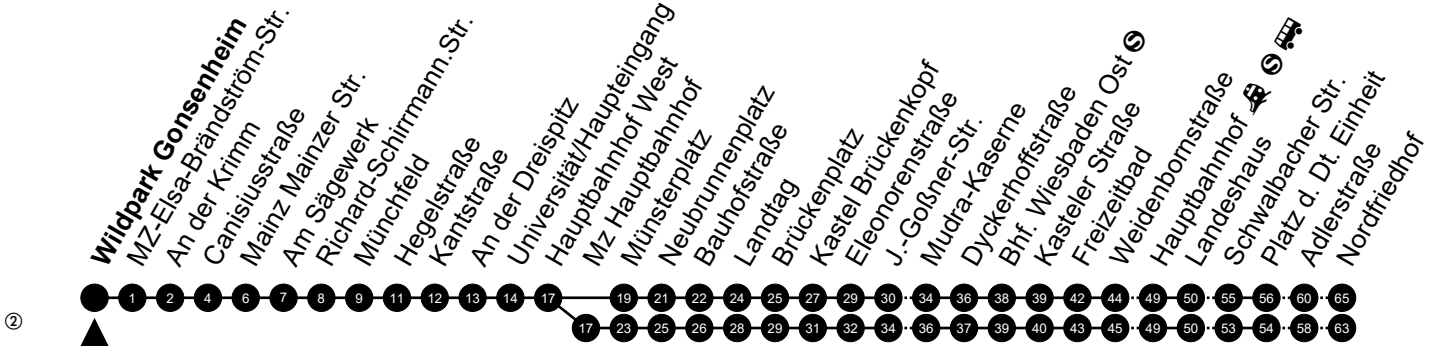 Wildpark Gonsenheim
MZ-Elsa-Brändström-Str.
An der Krimm
Canisiusstraße
Mainz Mainzer Str.
Am Sägewerk
Richard-Schirrmann.Str.
Münchfeld
Hegelstraße
Kantstraße
An der Dreispitz
Universität/Haupteingang
Hauptbahnhof West
Mz Hauptbahnhof
Münsterplatz
Neubrunnenplatz
Bauhofstraße
Landtag
Brückenplatz
Kastel Brückenkopf
Eleonorenstraße
J.-Goßner-Str.
Mudra-Kaserne
Dyckerhoffstraße
Bhf. Wiesbaden Ost S
Kasteler Straße
Freizeitbad
Weidenbornstraße
Hauptbahnhof S
Landeshaus
Schwalbacher Str.
Platz d. Dt. Einheit
Adlerstraße
Nordfriedhof
1 2 4 6 7 8 9 11 12 13 14 17 19 21 22 24 25 27 29 30 34 36 38 39 42 44 49 50 55 56 60 65
② 17 23 25 26 28 29 31 32 34 36 37 39 40 43 45 49 50 53 54 58 63